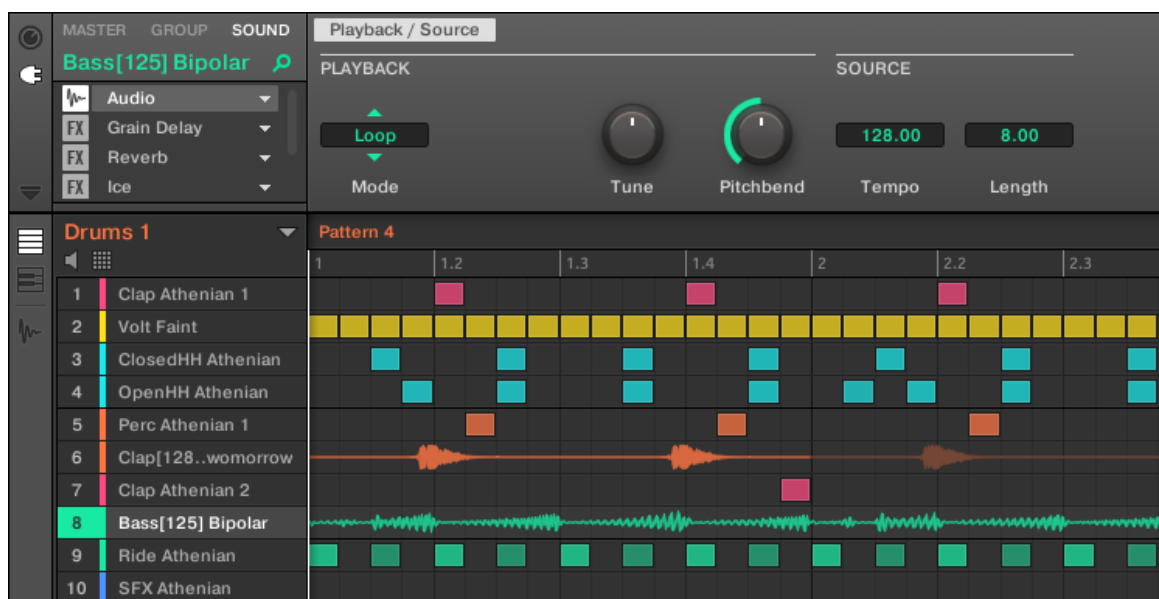 MASTER GROUP SOUND
Playback / Source
Bass[125] Bipolar
PLAYBACK
SOURCE
Audio
FX Grain Delay
FX Reverb
FX Ice
Loop
128.00
8.00
Mode
Tune
Pitchbend
Tempo
Length
Drums 1
Pattern 4
1 1.2 1.3 1.4 2 2.2 2.3
1 Clap Athenian 1
2 Volt Faint
3 ClosedHH Athenian
4 OpenHH Athenian
5 Perc Athenian 1
6 Clap[128..womorrow
7 Clap Athenian 2
8 Bass[125] Bipolar
9 Ride Athenian
10 SFX Athenian